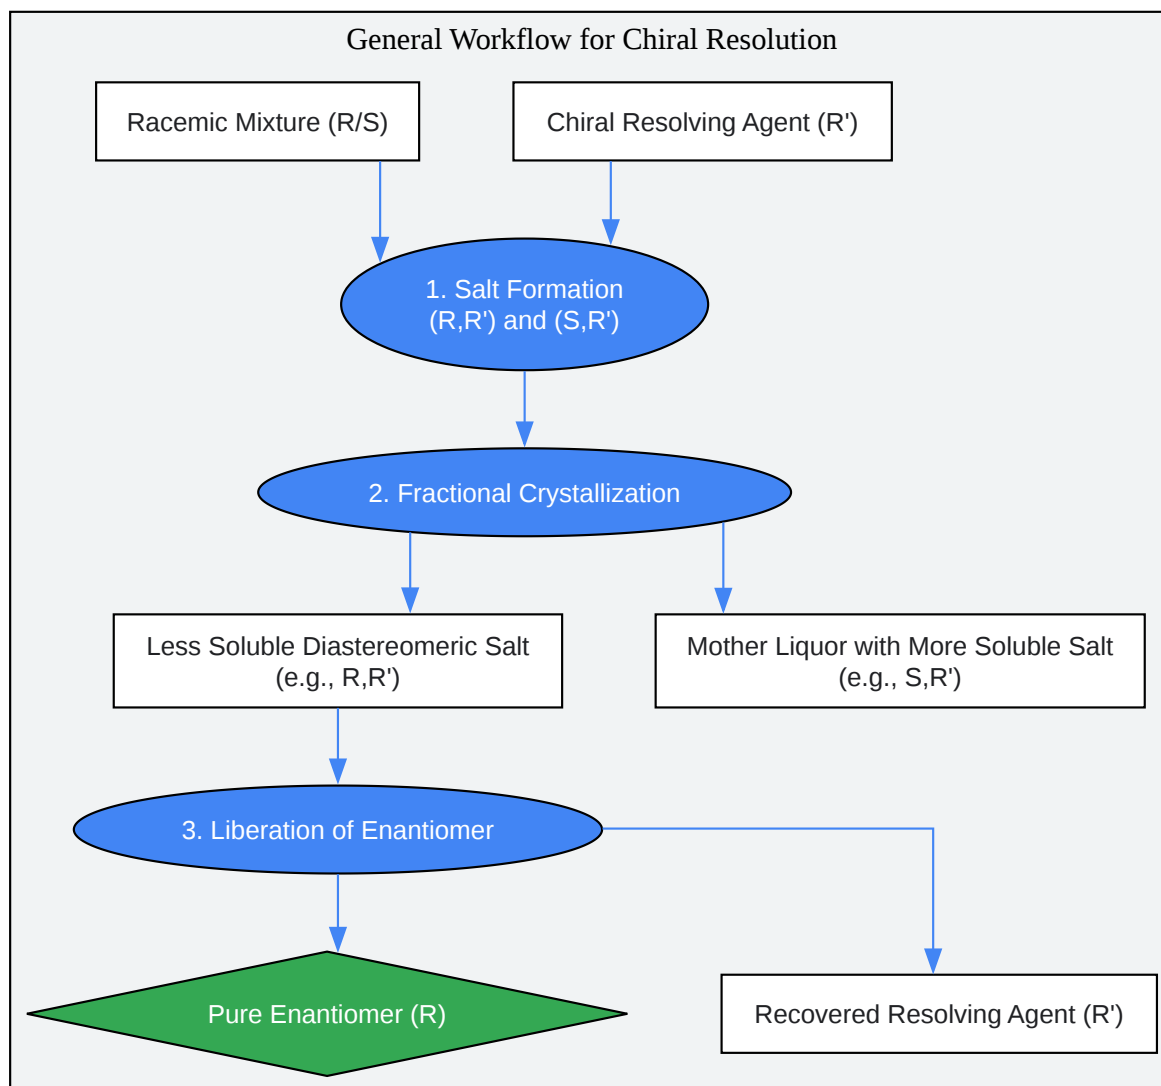 General Workflow for Chiral Resolution
Racemic Mixture (R/S)
Chiral Resolving Agent (R')
1. Salt Formation
(R,R') and (S,R')
2. Fractional Crystallization
Less Soluble Diastereomeric Salt
(e.g., R,R')
Mother Liquor with More Soluble Salt
(e.g., S,R')
3. Liberation of Enantiomer
Pure Enantiomer (R)
Recovered Resolving Agent (R')